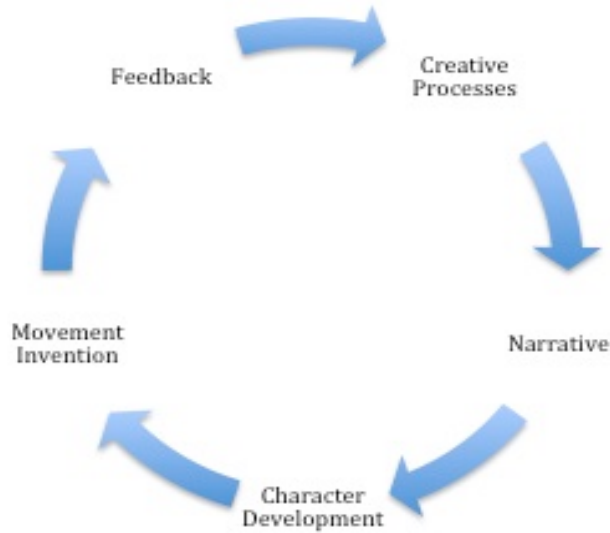 Feedback
Creative
Processes
Narrative
Character
Development
Movement
Invention